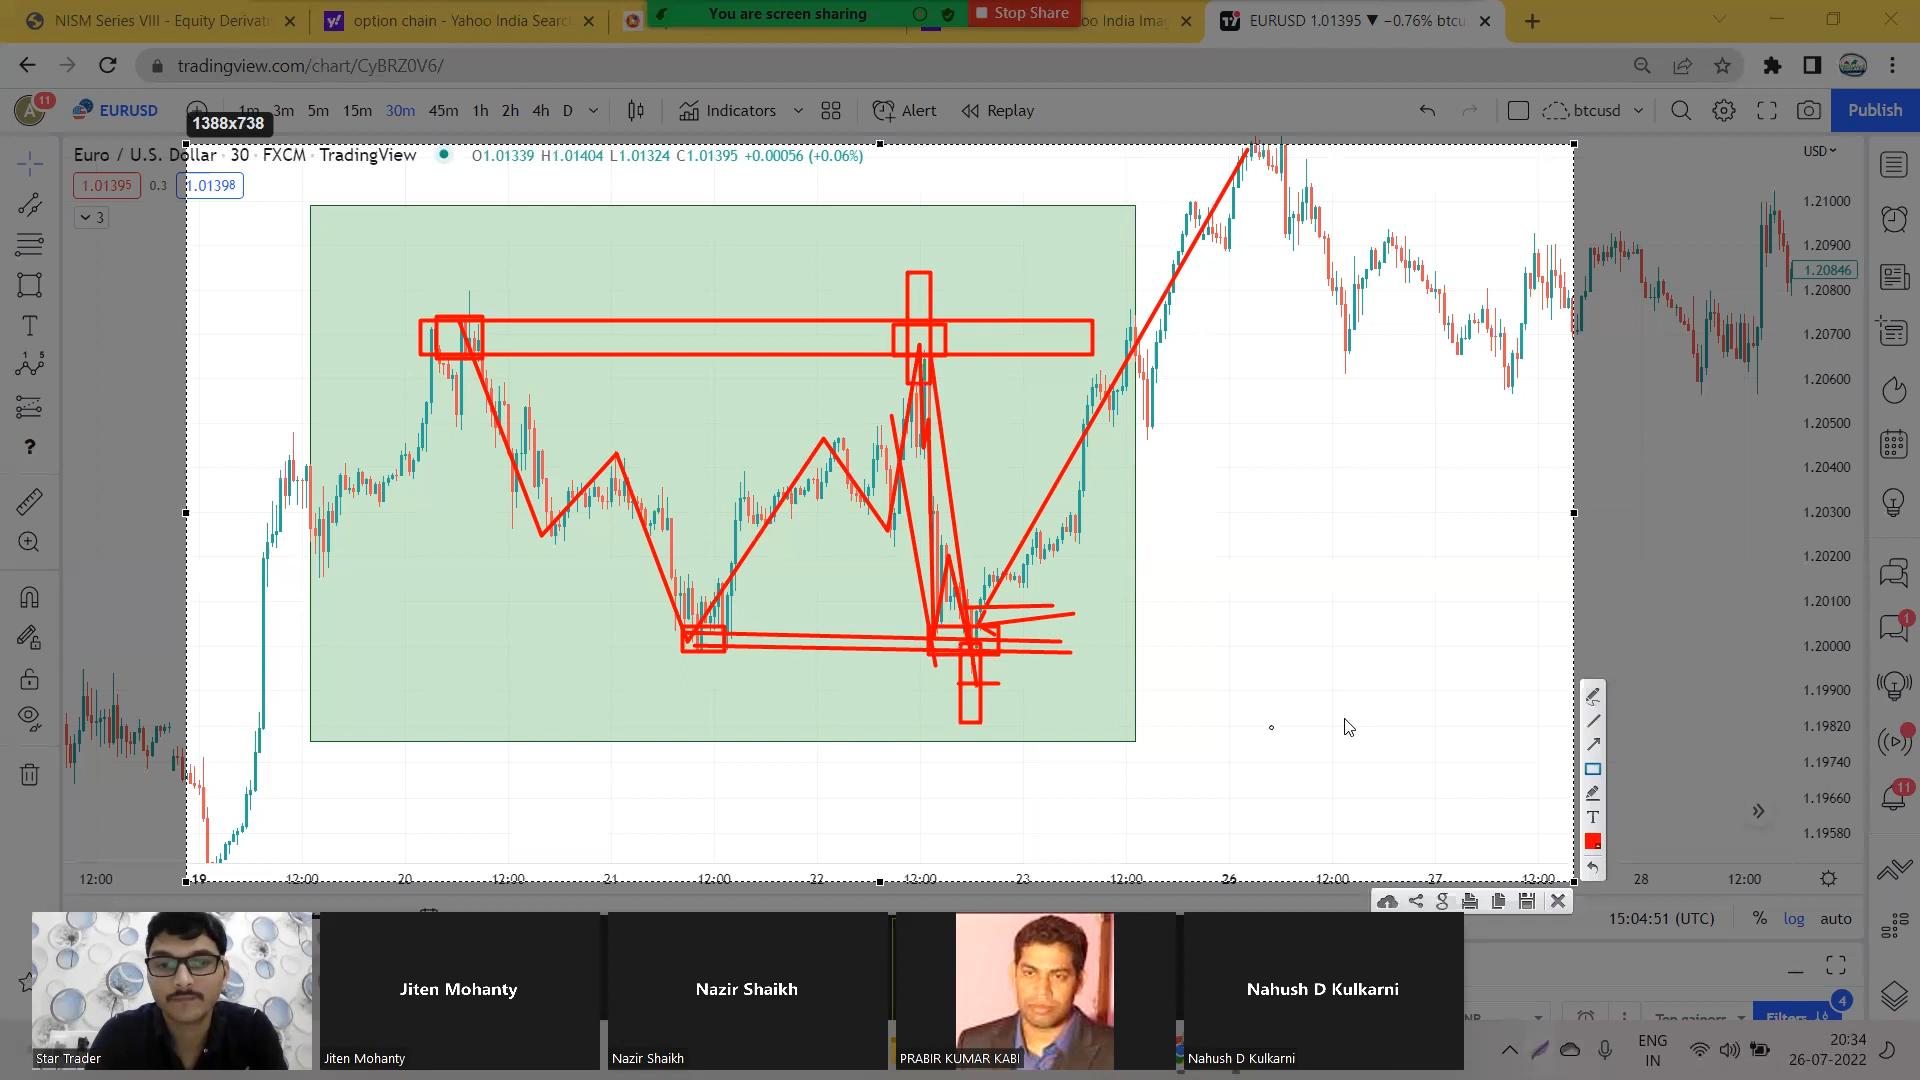 NISM Series VIII - Equity Derivati
option chain - Yahoo India Searc
You are screen sharing
Stop Share
oo India Ima
EURUSD 1.01395 ▼ −0.76% btcu
tradingview.com/chart/CyBRZ0V6/
A
11
EURUSD
1m 3m 5m 15m 30m 45m 1h 2h 4h D
Indicators
Alert
Replay
btcusd
Publish
1388x738
Euro / U.S. Dollar · 30 · FXCM · TradingView
O1.01339 H1.01404 L1.01324 C1.01395 +0.00056 (+0.06%)
USD
1.01395
0.3
1.01398
3
1.21000
1.20900
1.20846
1.20800
1.20700
1.20600
1.20500
1.20400
1.20300
1.20200
1.20100
1.20000
1.19900
1.19820
1.19740
1.19660
1.19580
1
11
12:00 19 12:00 20 12:00 21 12:00 22 12:00 23 12:00 26 12:00 27 12:00 28 12:00
15:04:51 (UTC)
%
log
auto
Jiten Mohanty
Nazir Shaikh
Nahush D Kulkarni
Star Trader
Jiten Mohanty
Nazir Shaikh
PRABIR KUMAR KABI
Nahush D Kulkarni
Top gainers
Filters
4
ENG
IN
20:34
26-07-2022